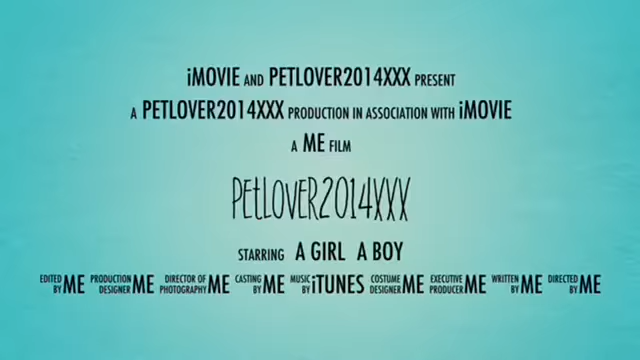 iMOVIE AND PETLOVER2014XXX PRESENT
A PETLOVER2014XXX PRODUCTION IN ASSOCIATION WITH iMOVIE
A ME FILM
PEtLOVER2014XXX
STARRING A GIRL A BOY
EDITED BY ME PRODUCTION DESIGNER ME DIRECTOR OF PHOTOGRAPHY ME CASTING BY ME MUSIC BY iTUNES COSTUME DESIGNER ME EXECUTIVE PRODUCER ME WRITTEN BY ME DIRECTED BY ME